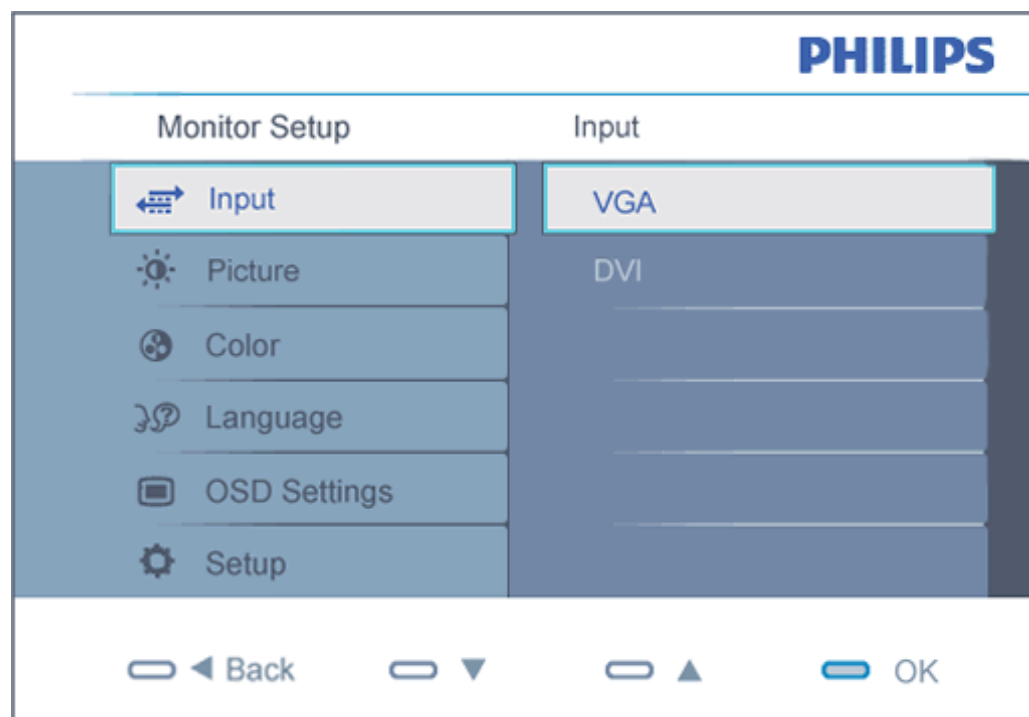 PHILIPS
Monitor Setup Input
Input VGA
Picture DVI
Color
Language
OSD Settings
Setup
Back OK